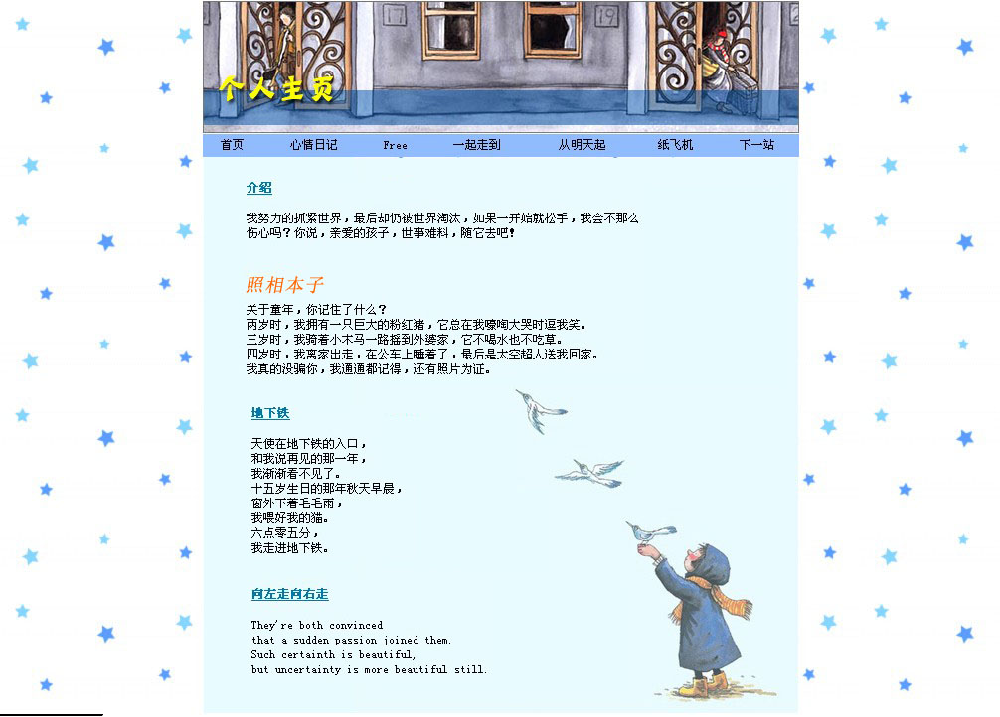 19
个人主页
首页 心情日记 Free 一起走到 从明天起 纸飞机 下一站
介绍
我努力的抓紧世界，最后却仍被世界淘汰，如果一开始就松手，我会不那么
伤心吗？你说，亲爱的孩子，世事难料，随它去吧！
照相本子
关于童年，你记住了什么？
两岁时，我拥有一只巨大的粉红猪，它总在我嚎啕大哭时逗我笑。
三岁时，我骑着小木马一路摇到外婆家，它不喝水也不吃草。
四岁时，我离家出走，在公车上睡着了，最后是太空超人送我回家。
我真的没骗你，我通通都记得，还有照片为证。
地下铁
天使在地下铁的入口，
和我说再见的那一年，
我渐渐看不见了。
十五岁生日的那年秋天早晨，
窗外下着毛毛雨，
我喂好我的猫。
六点零五分，
我走进地下铁。
向左走向右走
They're both convinced
that a sudden passion joined them.
Such certainth is beautiful,
but uncertainty is more beautiful still.